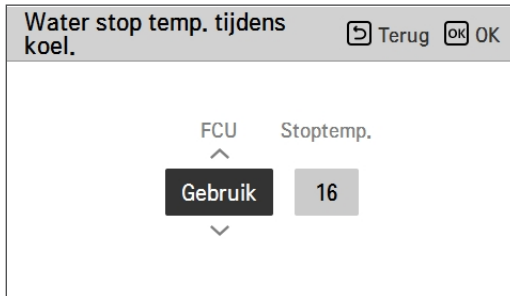 Water stop temp. tijdens
koel.
Terug OK OK
FCU Stoptemp.
Gebruik 16